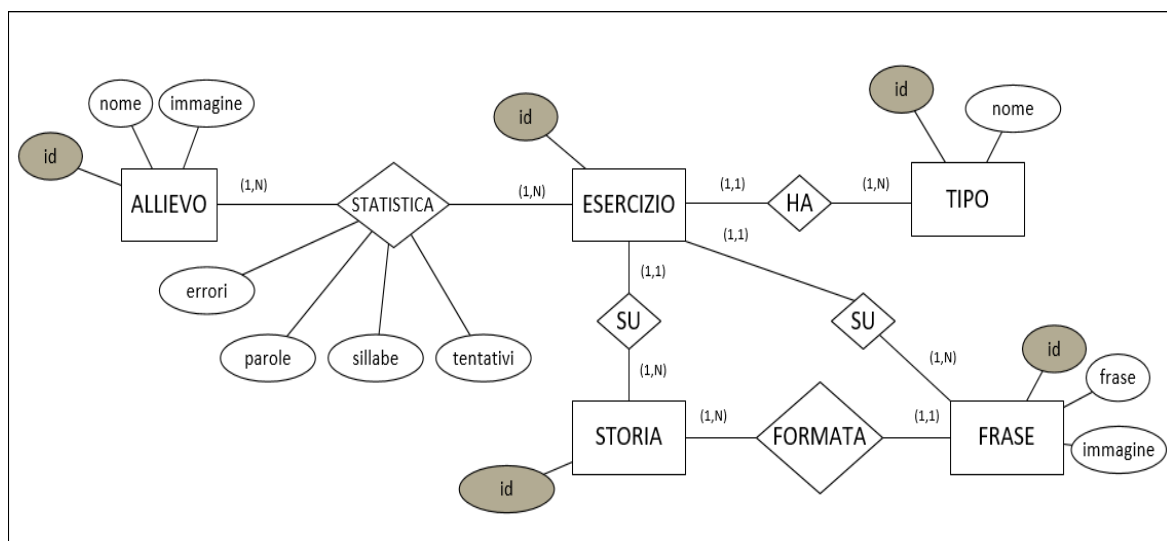 id
nome
immagine
ALLIEVO
(1,N)
STATISTICA
errori
parole
sillabe
tentativi
(1,N)
id
ESERCIZIO
(1,1)
HA
(1,N)
id
nome
TIPO
(1,1)
SU
(1,N)
(1,1)
SU
(1,N)
STORIA
id
(1,N)
FORMATA
(1,1)
FRASE
id
frase
immagine